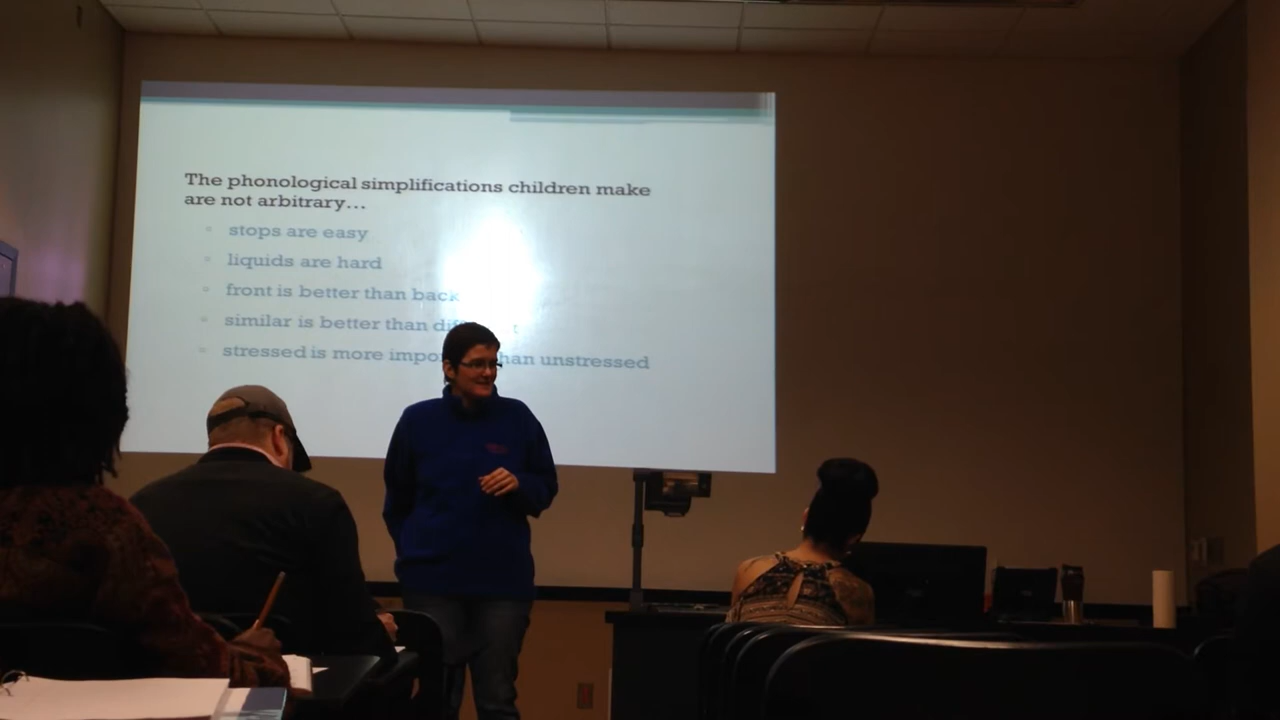 The phonological simplifications children make
are not arbitrary...
stops are easy
liquids are hard
front is better than back
similar is better than
stressed is more than unstressed